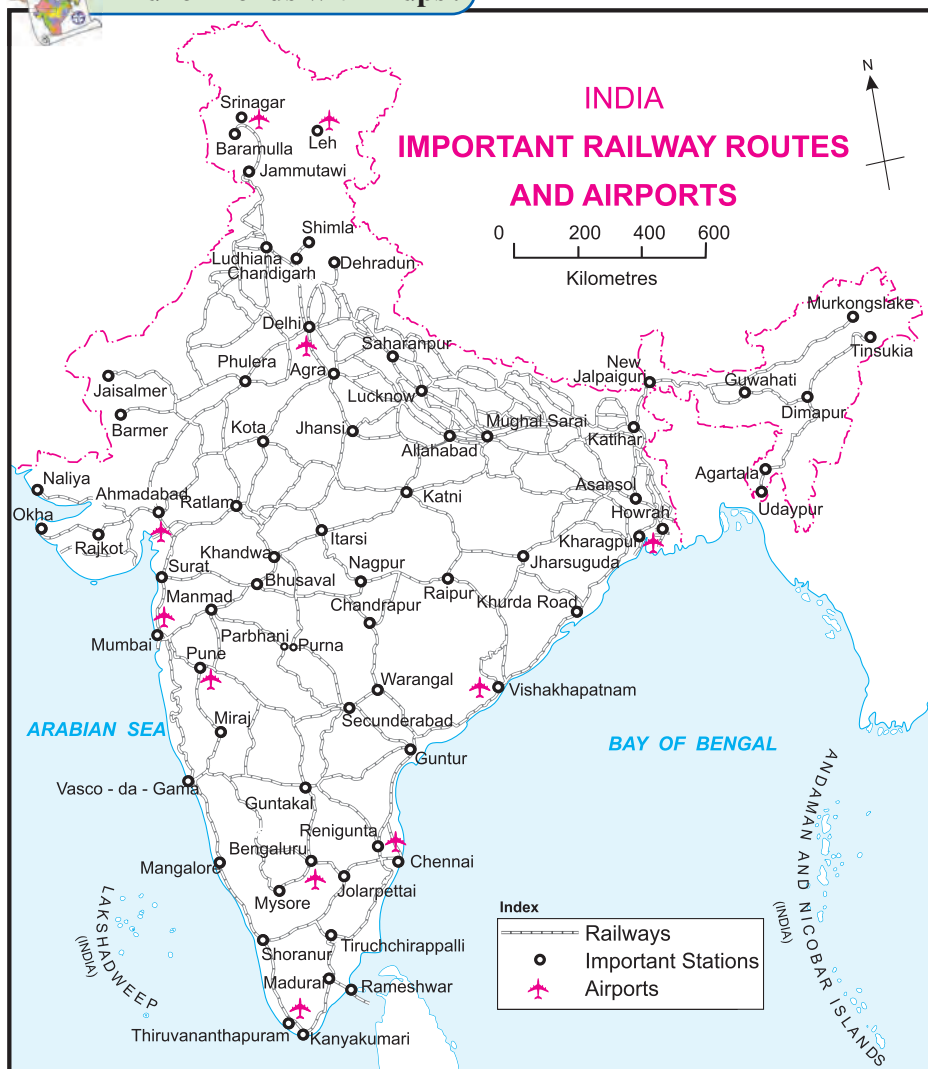 INDIA
IMPORTANT RAILWAY ROUTES
AND AIRPORTS
N
0 200 400 600
Kilometres
Srinagar
Leh
Baramulla
Jammutawi
Shimla
Ludhiana
Chandigarh
Dehradun
Delhi
Saharanpur
Phulera
Agra
Jaisalmer
Lucknow
Barmer
Kota
Jhansi
Mughal Sarai
Allahabad
New
Jalpaiguri
Guwahati
Murkongslake
Tinsukia
Dimapur
Katihar
Agartala
Udaypur
Naliya
Ahmadabad
Ratlam
Katni
Asansol
Okha
Howrah
Rajkot
Itarsi
Kharagpur
Khandwa
Jharsuguda
Surat
Bhusaval
Nagpur
Raipur
Manmad
Chandrapur
Khurda Road
Mumbai
Parbhani
Purna
Pune
Warangal
Vishakhapatnam
Miraj
Secunderabad
ARABIAN SEA
BAY OF BENGAL
Guntur
Vasco - da - Gama
Guntakal
Renigunta
Bengaluru
Chennai
Mangalore
Mysore
Jolarpettai
LAKSHADWEEP
(INDIA)
ANDAMAN AND NICOBAR ISLANDS
(INDIA)
Shoranur
Tiruchchirappalli
Madurai
Rameshwar
Thiruvananthapuram
Kanyakumari
Index
Railways
Important Stations
Airports